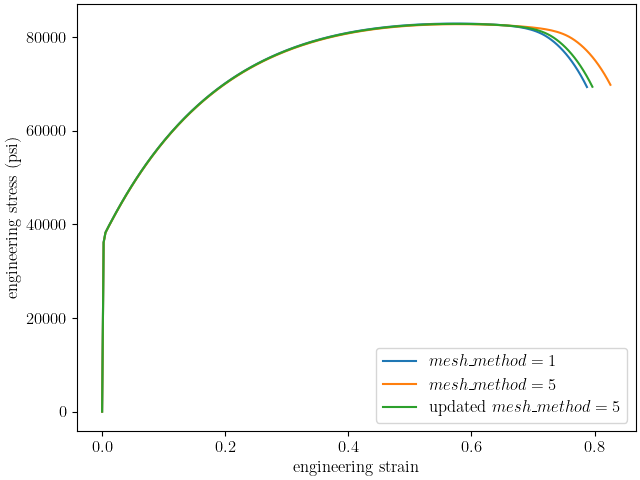 80000
60000
40000
20000
0
engineering stress (psi)
0.0 0.2 0.4 0.6 0.8
engineering strain
mesh_method = 1
mesh_method = 5
updated mesh_method = 5